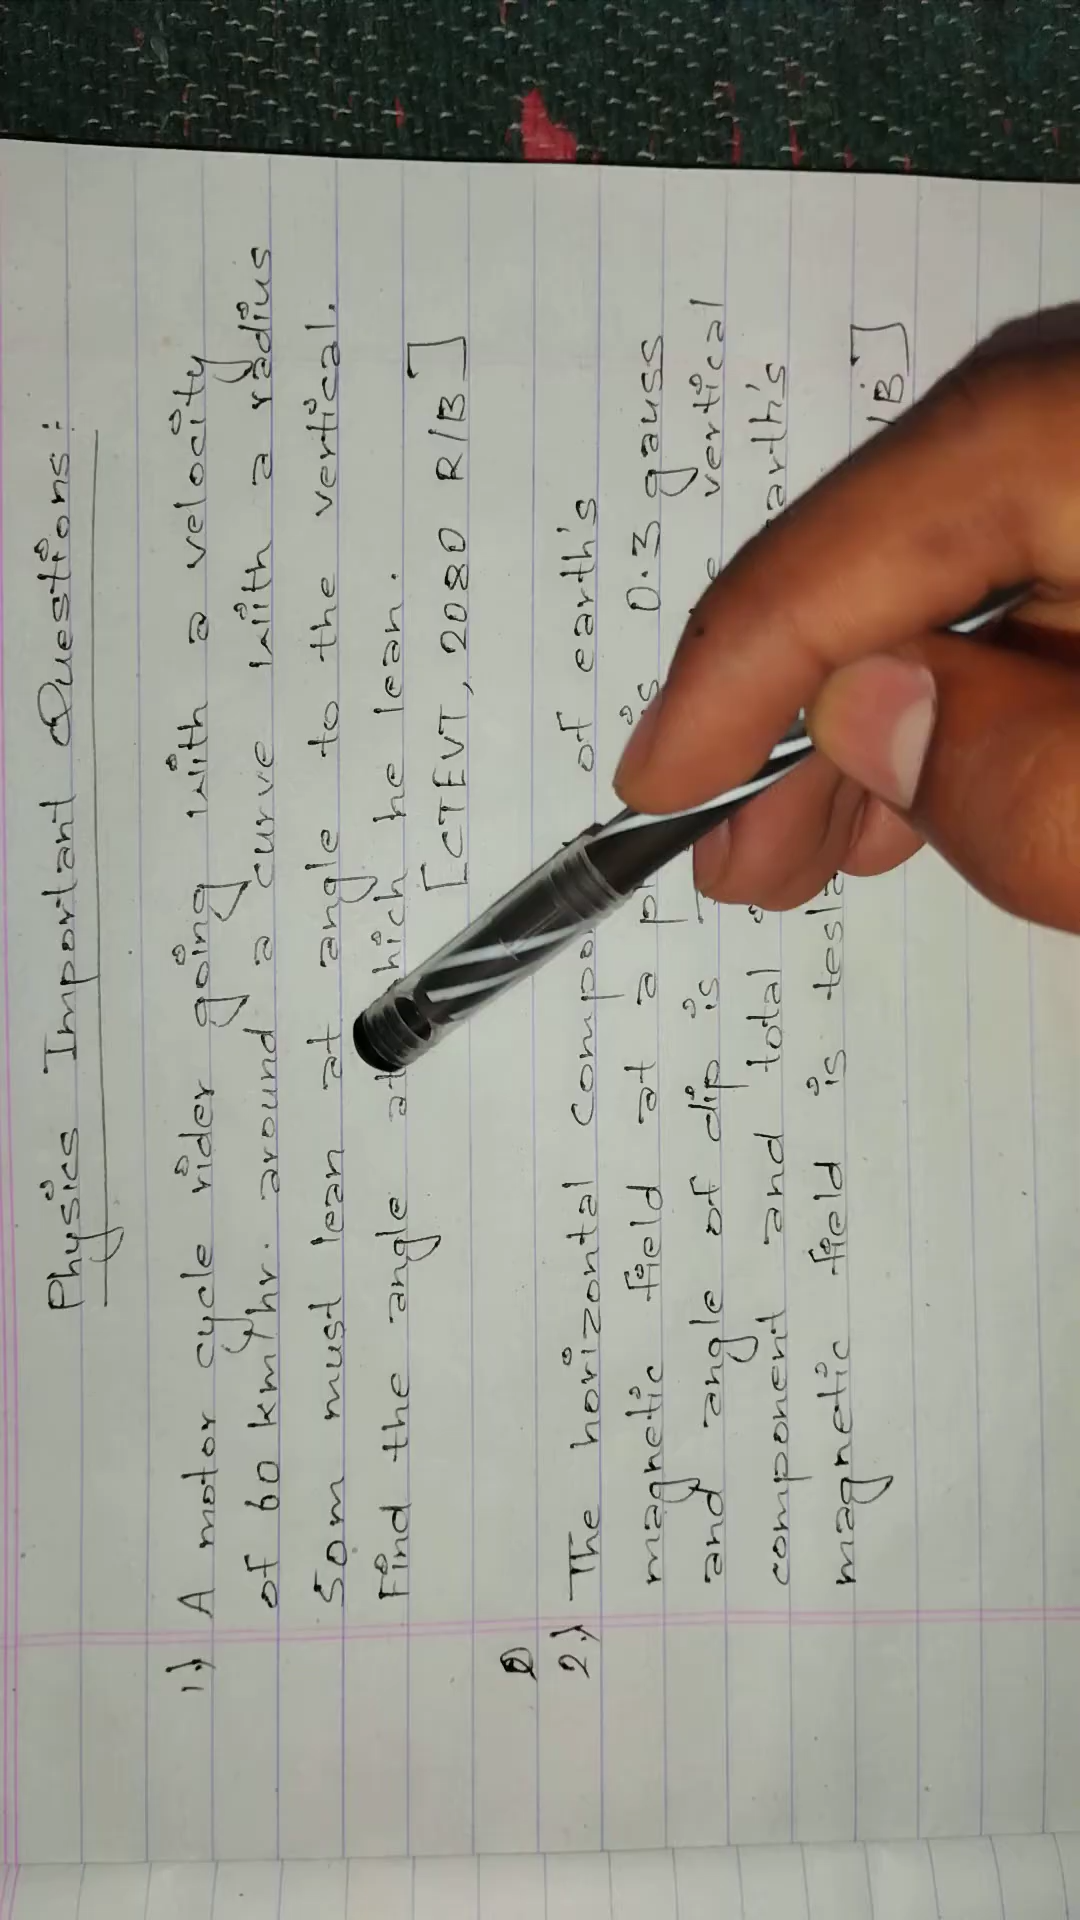 Physics Important Questions:
1) A motor cycle rider going with a velocity
of 60 km/hr. around a curve with a radius
50m must lean at angle to the vertical.
Find the angle at which he lean.
[CTEVT, 2080 R/B]
2) The horizontal of earth's
magnetic field at a is 0.3 gauss
and angle of dip is vertical
component and total
magnetic field is